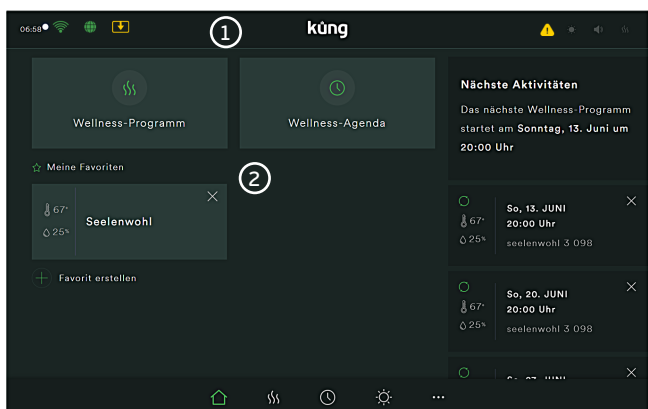 06:58
1
kûng
Wellness-Programm
Wellness-Agenda
Meine Favoriten
2
67°
25%
Seelenwohl
Favorit erstellen
Nächste Aktivitäten
Das nächste Wellness-Programm
startet am Sonntag, 13. Juni um
20:00 Uhr
So, 13. JUNI
67°
20:00 Uhr
25%
seelenwohl 3 098
So, 20. JUNI
67°
20:00 Uhr
25%
seelenwohl 3 098